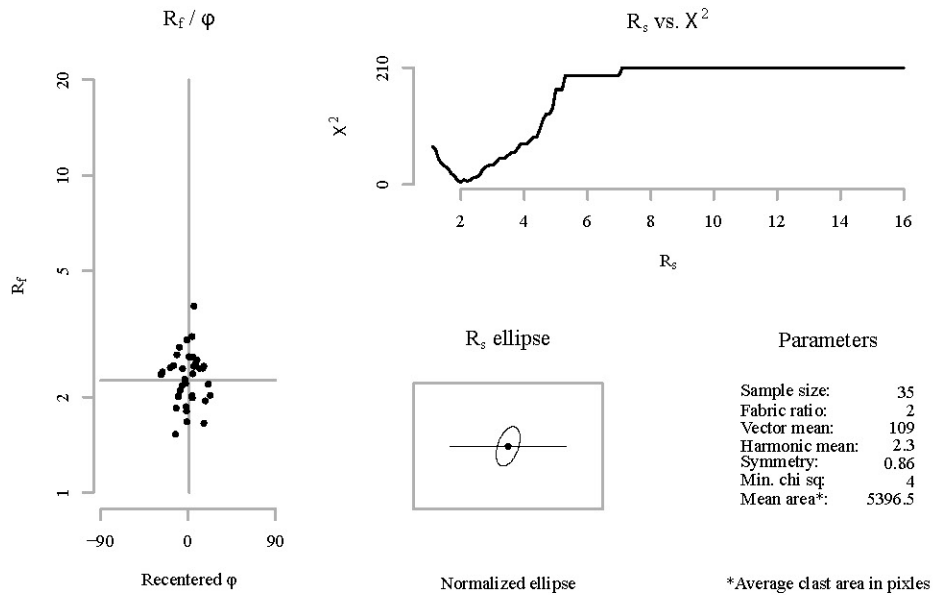 Rf / φ
20
10
5
2
1
Rf
−90 0 90
Recentered φ
Rs vs. X²
210
0
X²
2 4 6 8 10 12 14 16
Rs
Rs ellipse
Normalized ellipse
Parameters
Sample size: 35
Fabric ratio: 2
Vector mean: 109
Harmonic mean: 2.3
Symmetry: 0.86
Min. chi sq: 4
Mean area*: 5396.5
*Average clast area in pixles